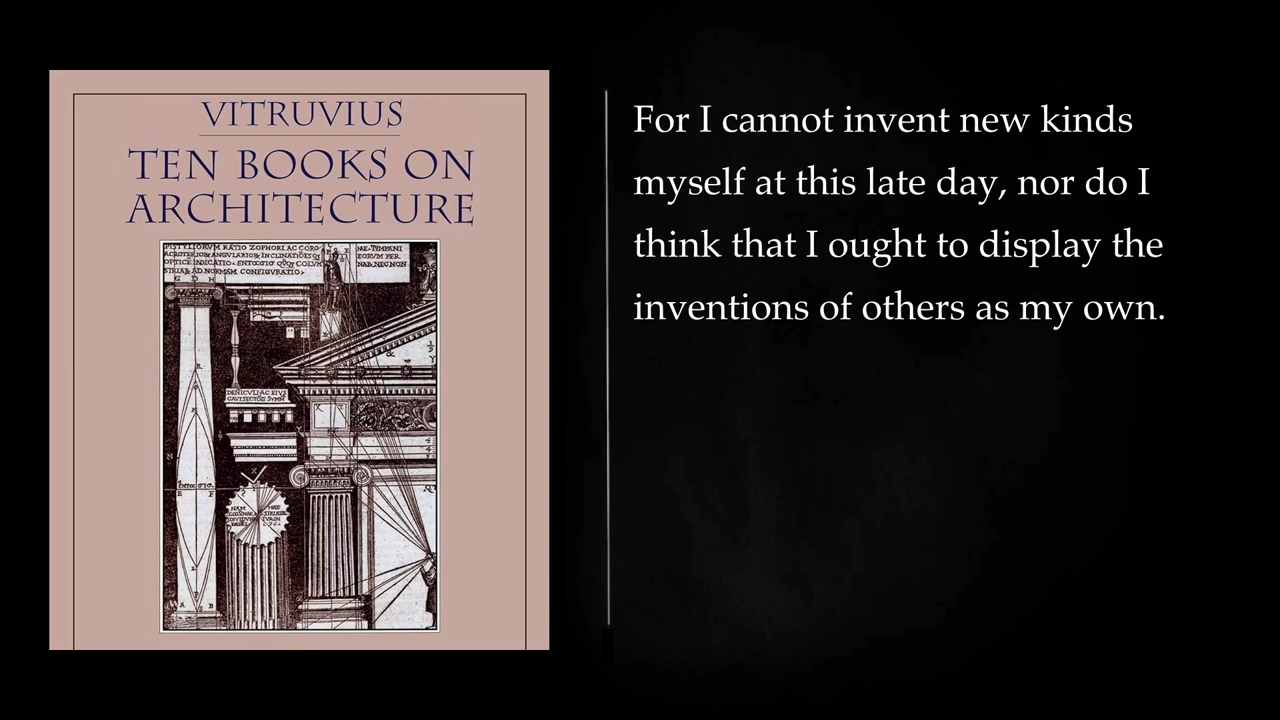 VITRUVIUS
TEN BOOKS ON
ARCHITECTURE
For I cannot invent new kinds
myself at this late day, nor do I
think that I ought to display the
inventions of others as my own.